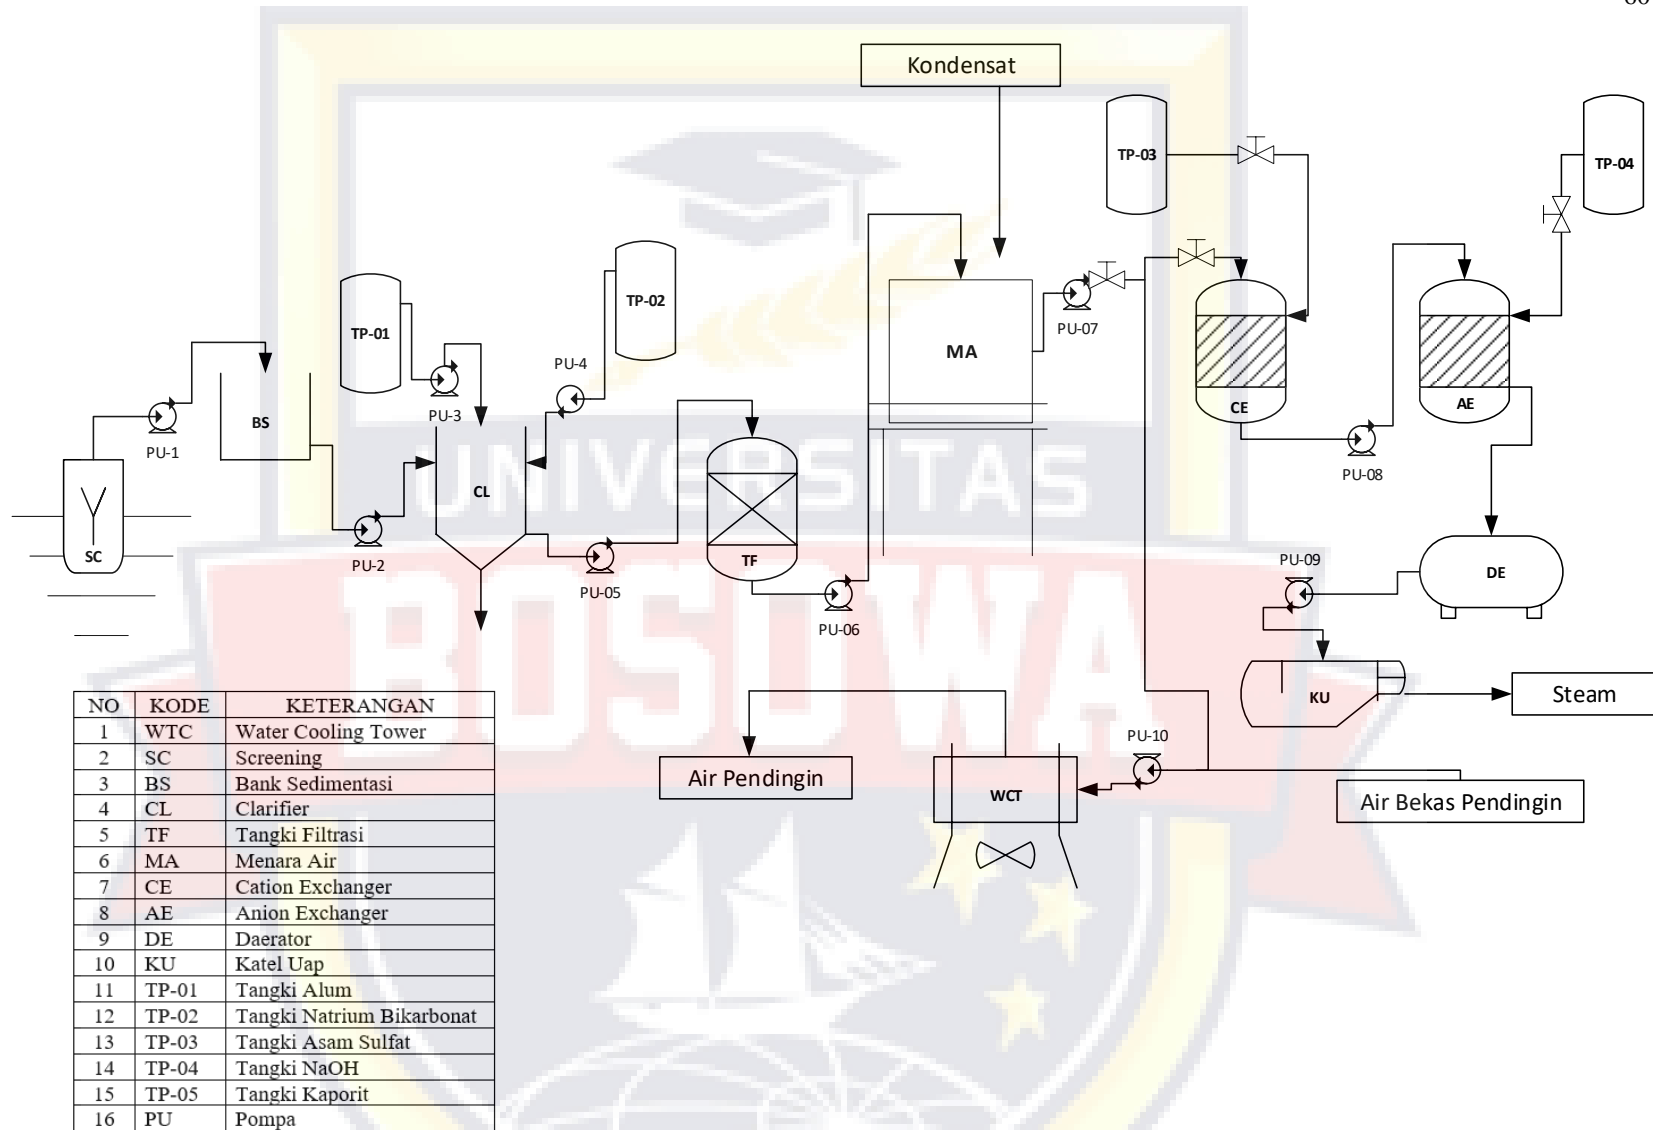 Kondensat
TP-03
TP-04
TP-02
TP-01
PU-07
MA
PU-4
PU-3
CE
AE
BS
PU-1
PU-08
CL
SC
PU-2
TF
PU-05
PU-06
PU-09
DE
KU
Steam
PU-10
Air Pendingin
WCT
Air Bekas Pendingin
UNIVERSITAS
BOSOWA
NO KODE KETERANGAN
1 WTC Water Cooling Tower
2 SC Screening
3 BS Bank Sedimentasi
4 CL Clarifier
5 TF Tangki Filtrasi
6 MA Menara Air
7 CE Cation Exchanger
8 AE Anion Exchanger
9 DE Daerator
10 KU Katel Uap
11 TP-01 Tangki Alum
12 TP-02 Tangki Natrium Bikarbonat
13 TP-03 Tangki Asam Sulfat
14 TP-04 Tangki NaOH
15 TP-05 Tangki Kaporit
16 PU Pompa